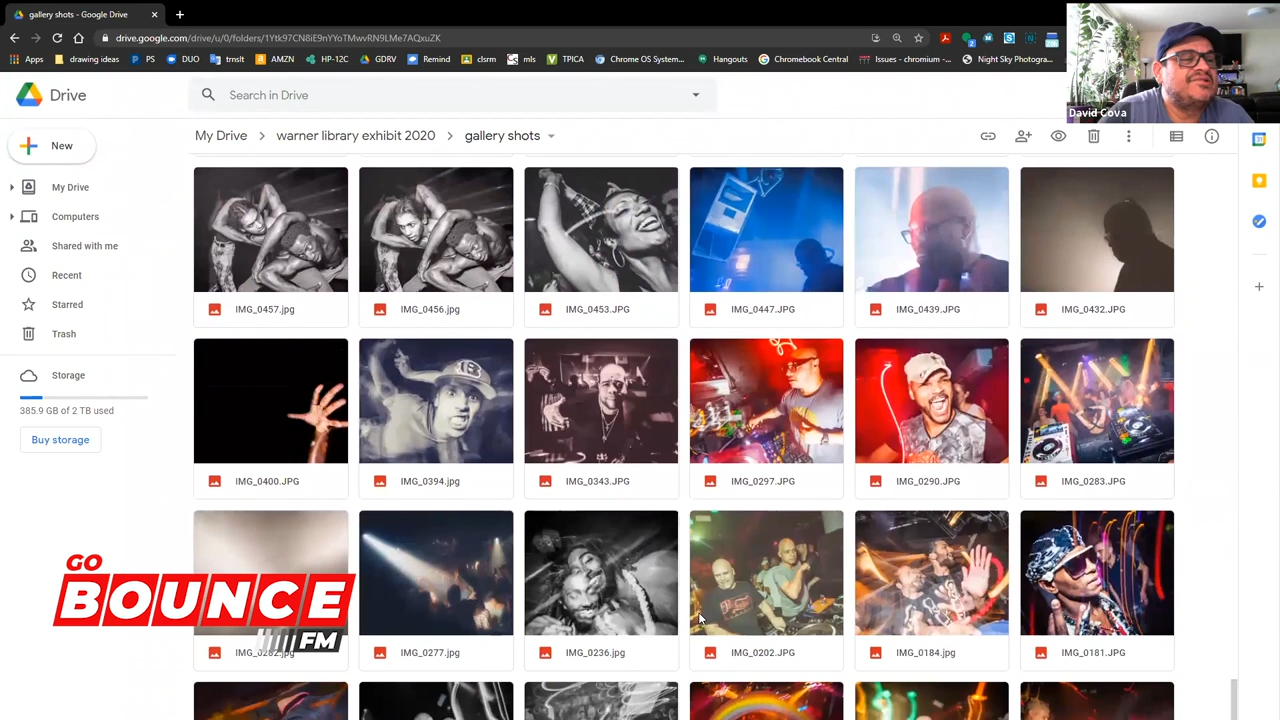 gallery shots - Google Drive
drive.google.com/drive/u/0/folders/1Ytk97CN8iE9nYYoTMwvRN9LMe7AQxuZK
Apps
drawing ideas
PS
DUO
trnslt
AMZN
HP-12C
GDRV
Remind
clsrm
mls
TPICA
Chrome OS System...
Hangouts
Chromebook Central
Issues - chromium -...
Night Sky Photogra...
David Cova
Drive
Search in Drive
New
My Drive
warner library exhibit 2020
gallery shots
My Drive
Computers
Shared with me
Recent
Starred
Trash
Storage
385.9 GB of 2 TB used
Buy storage
IMG_0457.jpg
IMG_0456.jpg
IMG_0453.JPG
IMG_0447.JPG
IMG_0439.JPG
IMG_0432.JPG
IMG_0400.JPG
IMG_0394.jpg
IMG_0343.JPG
IMG_0297.JPG
IMG_0290.JPG
IMG_0283.JPG
GO
BOUNCE
FM
IMG_0282.jpg
IMG_0277.jpg
IMG_0236.jpg
IMG_0202.JPG
IMG_0184.jpg
IMG_0181.JPG